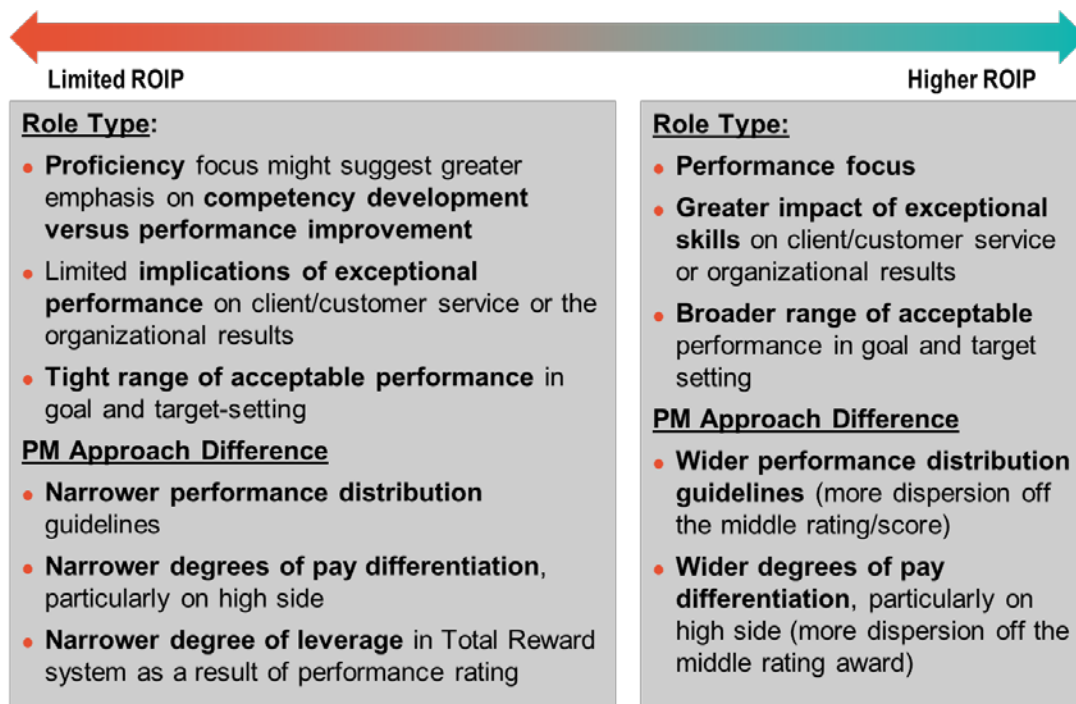 Limited ROIP
Higher ROIP
Role Type:
• Proficiency focus might suggest greater
emphasis on competency development
versus performance improvement
• Limited implications of exceptional
performance on client/customer service or the
organizational results
• Tight range of acceptable performance in
goal and target-setting
PM Approach Difference
• Narrower performance distribution
guidelines
• Narrower degrees of pay differentiation,
particularly on high side
• Narrower degree of leverage in Total Reward
system as a result of performance rating
Role Type:
• Performance focus
• Greater impact of exceptional
skills on client/customer service
or organizational results
• Broader range of acceptable
performance in goal and target
setting
PM Approach Difference
• Wider performance distribution
guidelines (more dispersion off
the middle rating/score)
• Wider degrees of pay
differentiation, particularly on
high side (more dispersion off the
middle rating award)